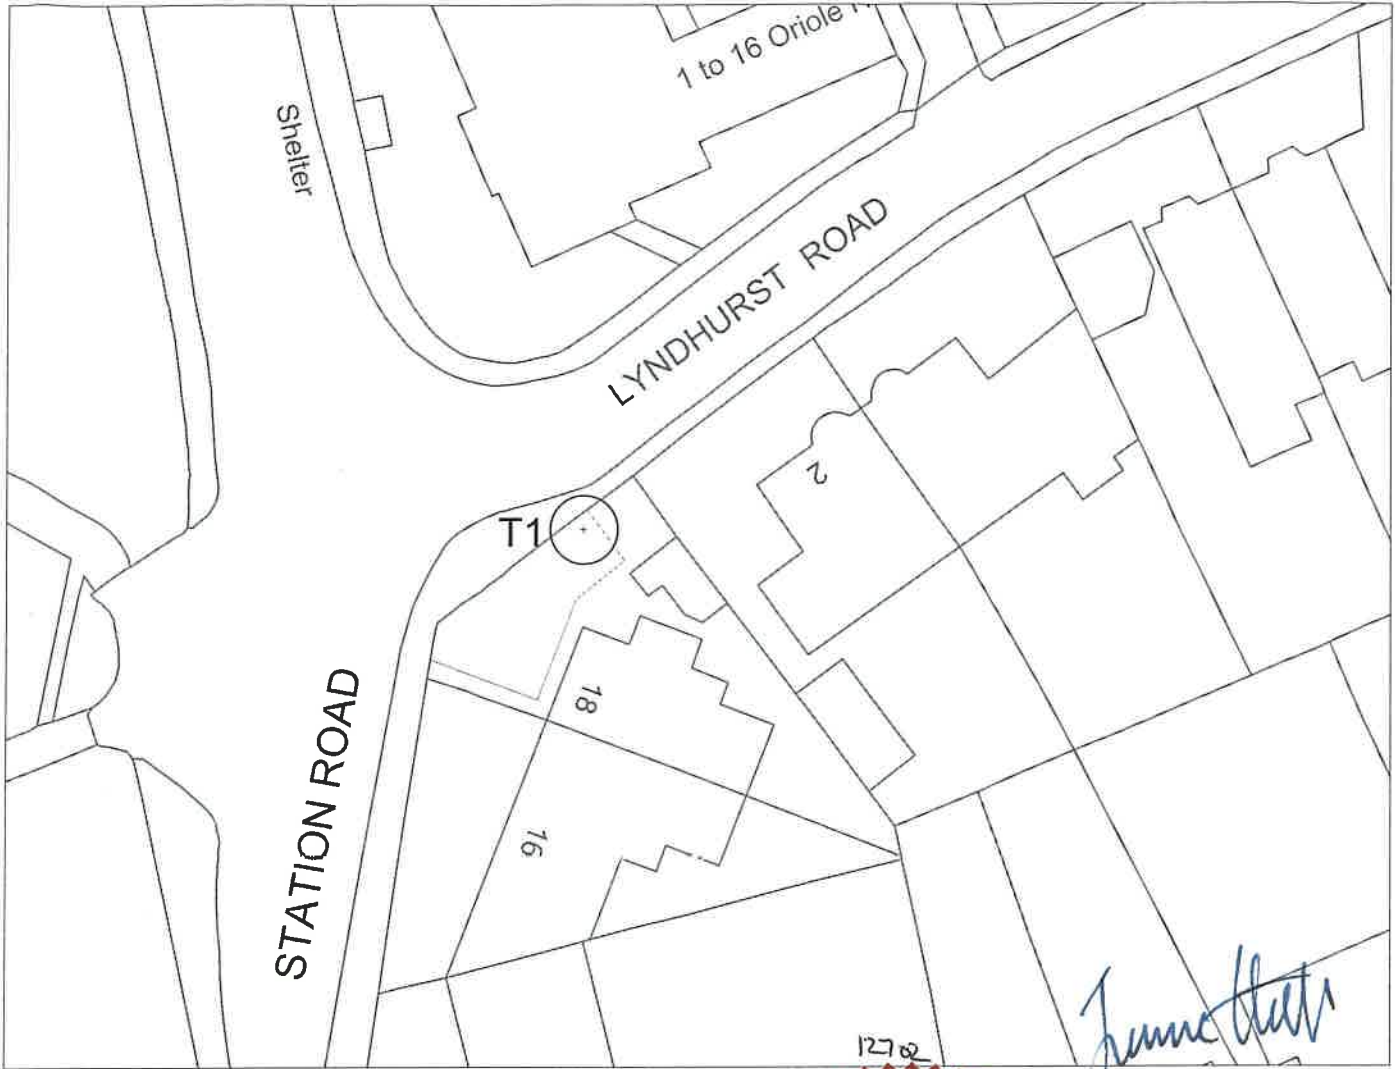 1 to 16 Oriole
Shelter
LYNDHURST ROAD
2
T1
18
STATION ROAD
16
12702